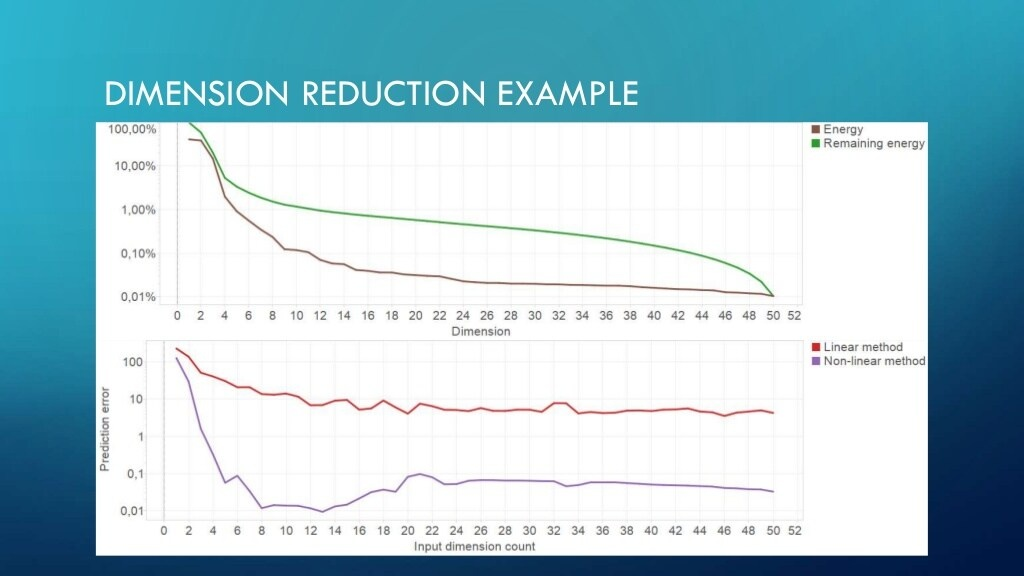 DIMENSION REDUCTION EXAMPLE
100,00%
10,00%
1,00%
0,10%
0,01%
0 2 4 6 8 10 12 14 16 18 20 22 24 26 28 30 32 34 36 38 40 42 44 46 48 50 52
Dimension
Energy
Remaining energy
Prediction error
100
10
1
0,1
0,01
0 2 4 6 8 10 12 14 16 18 20 22 24 26 28 30 32 34 36 38 40 42 44 46 48 50 52
Input dimension count
Linear method
Non-linear method